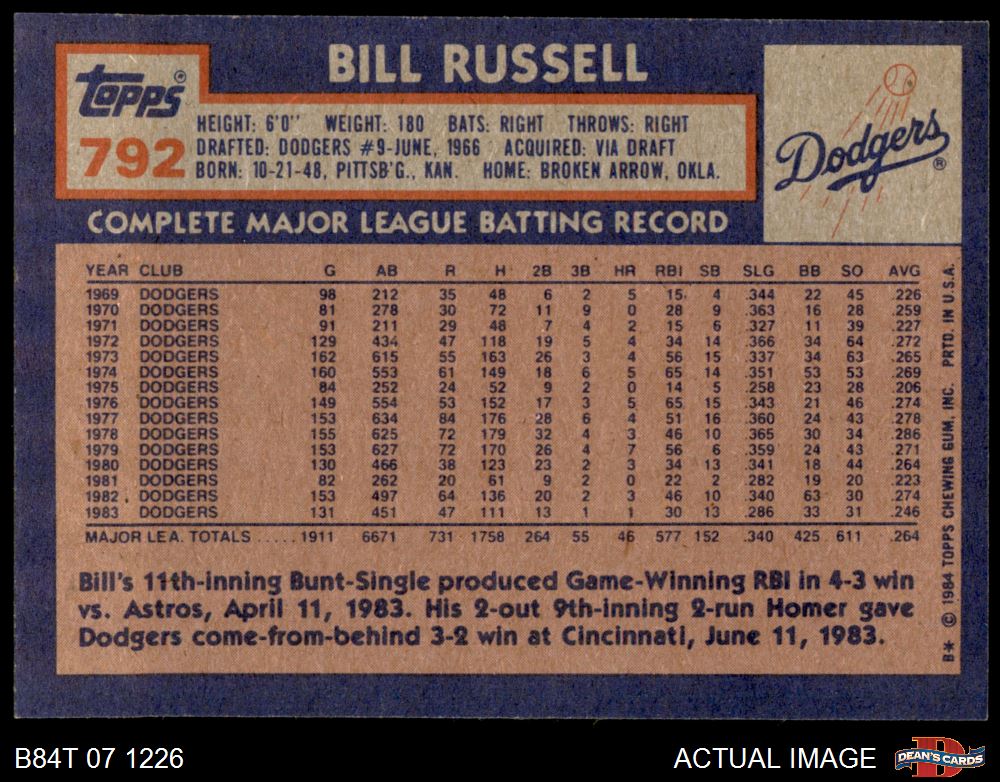 BILL RUSSELL
Topps®
792
HEIGHT: 6'0" WEIGHT: 180 BATS: RIGHT THROWS: RIGHT
DRAFTED: DODGERS #9-JUNE, 1966 ACQUIRED: VIA DRAFT
BORN: 10-21-48, PITTSB'G., KAN. HOME: BROKEN ARROW, OKLA.
Dodgers®
COMPLETE MAJOR LEAGUE BATTING RECORD
YEAR CLUB G AB R H 2B 3B HR RBI SB SLG BB SO AVG
1969 DODGERS 98 212 35 48 6 2 5 15 4 .344 22 45 .226
1970 DODGERS 81 278 30 72 11 9 0 28 9 .363 16 28 .259
1971 DODGERS 91 211 29 48 7 4 2 15 6 .327 11 39 .227
1972 DODGERS 129 434 47 118 19 5 4 34 14 .366 34 64 .272
1973 DODGERS 162 615 55 163 26 3 4 56 15 .337 34 63 .265
1974 DODGERS 160 553 61 149 18 6 5 65 14 .351 53 53 .269
1975 DODGERS 84 252 24 52 9 2 0 14 5 .258 23 28 .206
1976 DODGERS 149 554 53 152 17 3 5 65 15 .343 21 46 .274
1977 DODGERS 153 634 84 176 28 6 4 51 16 .360 24 43 .278
1978 DODGERS 155 625 72 179 32 4 3 46 10 .365 30 34 .286
1979 DODGERS 153 627 72 170 26 4 7 56 6 .359 24 43 .271
1980 DODGERS 130 466 38 123 23 2 3 34 13 .341 18 44 .264
1981 DODGERS 82 262 20 61 9 2 0 22 2 .282 19 20 .223
1982 DODGERS 153 497 64 136 20 2 3 46 10 .340 63 30 .274
1983 DODGERS 131 451 47 111 13 1 1 30 13 .286 33 31 .246
MAJOR LEA. TOTALS ..... 1911 6671 731 1758 264 55 46 577 152 .340 425 611 .264
Bill's 11th-inning Bunt-Single produced Game-Winning RBI in 4-3 win
vs. Astros, April 11, 1983. His 2-out 9th-inning 2-run Homer gave
Dodgers come-from-behind 3-2 win at Cincinnati, June 11, 1983.
B* © 1984 TOPPS CHEWING GUM, INC. PRTD. IN U.S.A.
B84T 07 1226
ACTUAL IMAGE
D
DEAN'S CARDS